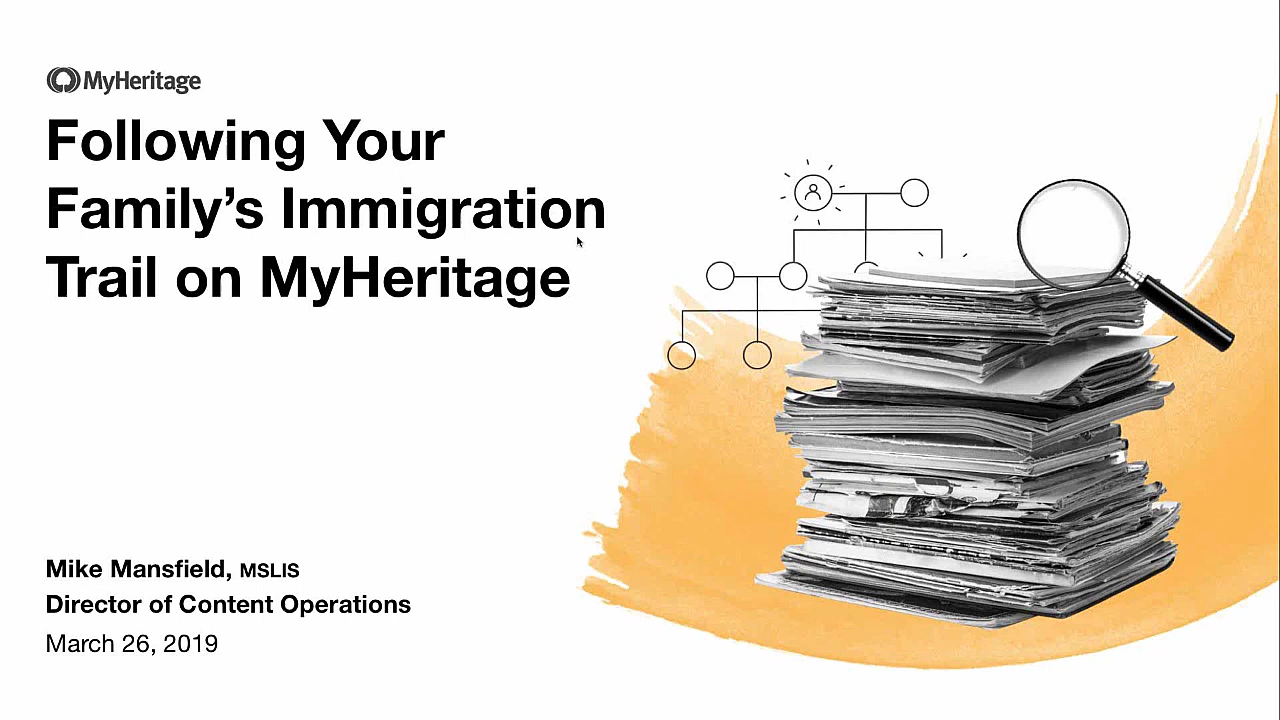 MyHeritage
Following Your
Family’s Immigration
Trail on MyHeritage
Mike Mansfield, MSLIS
Director of Content Operations
March 26, 2019